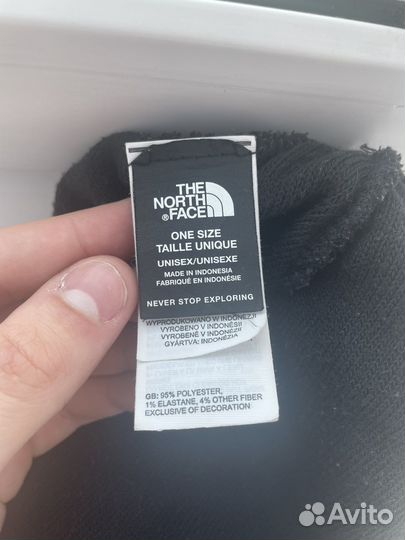 THE
NORTH
®FACE
ONE SIZE
TAILLE UNIQUE
UNISEX/UNISEXE
MADE IN INDONESIA
FABRIQUÉ EN INDONÉSIE
NEVER STOP EXPLORING
WYPRODUKOWANO W INDONEZJI
VYROBENO V INDONÉSII
VYROBENÉ V INDONÉZII
GYÁRTVA: INDONÉZIA
GB: 95% POLYESTER,
1% ELASTANE, 4% OTHER FIBER
EXCLUSIVE OF DECORATION
Avito